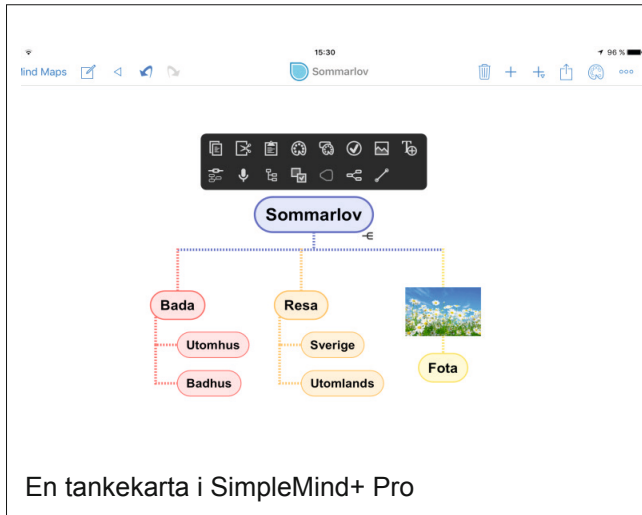 15:30
96 %
lind Maps
Sommarlov
Sommarlov
Bada
Resa
Utomhus
Sverige
Fota
Badhus
Utomlands
En tankekarta i SimpleMind+ Pro